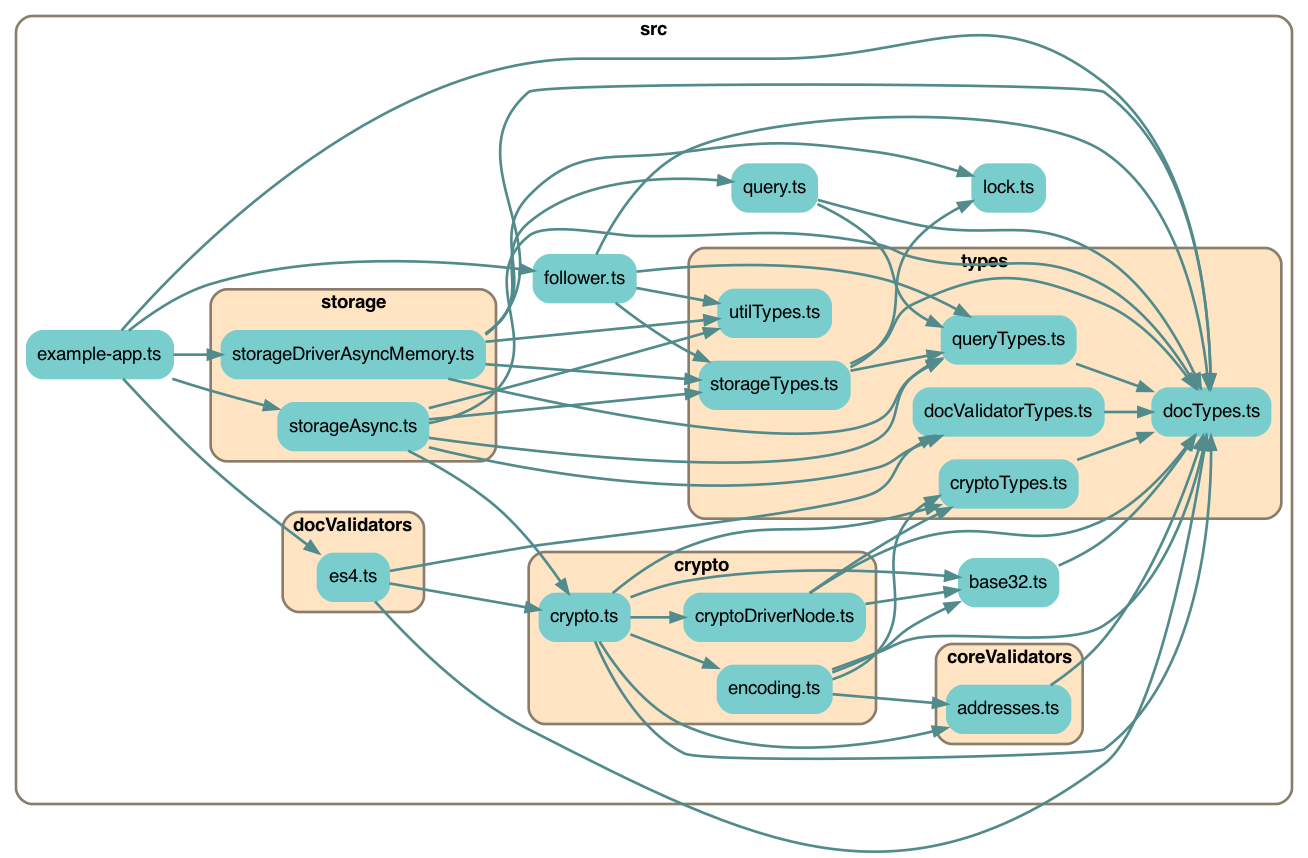 src
query.ts
lock.ts
types
follower.ts
storage
utilTypes.ts
example-app.ts
storageDriverAsyncMemory.ts
queryTypes.ts
storageTypes.ts
storageAsync.ts
docValidatorTypes.ts
docTypes.ts
cryptoTypes.ts
docValidators
es4.ts
crypto
base32.ts
crypto.ts
cryptoDriverNode.ts
coreValidators
encoding.ts
addresses.ts